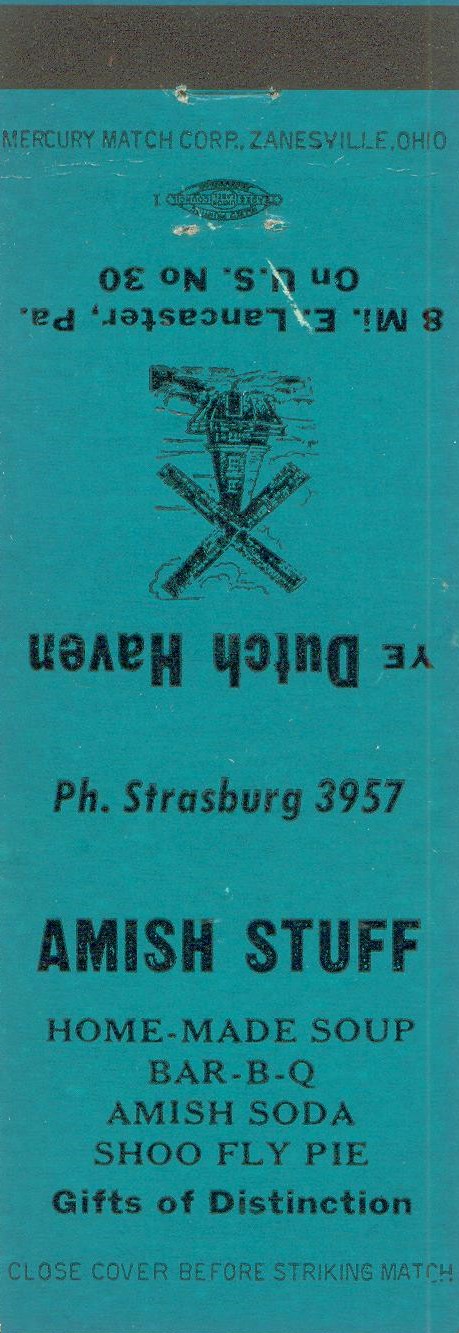 MERCURY MATCH CORP., ZANESVILLE, OHIO
YE Dutch Haven
8 Mi. E. Lancaster, Pa.
On U.S. No 30
Ph. Strasburg 3957
AMISH STUFF
HOME-MADE SOUP
BAR-B-Q
AMISH SODA
SHOO FLY PIE
Gifts of Distinction
CLOSE COVER BEFORE STRIKING MATCH